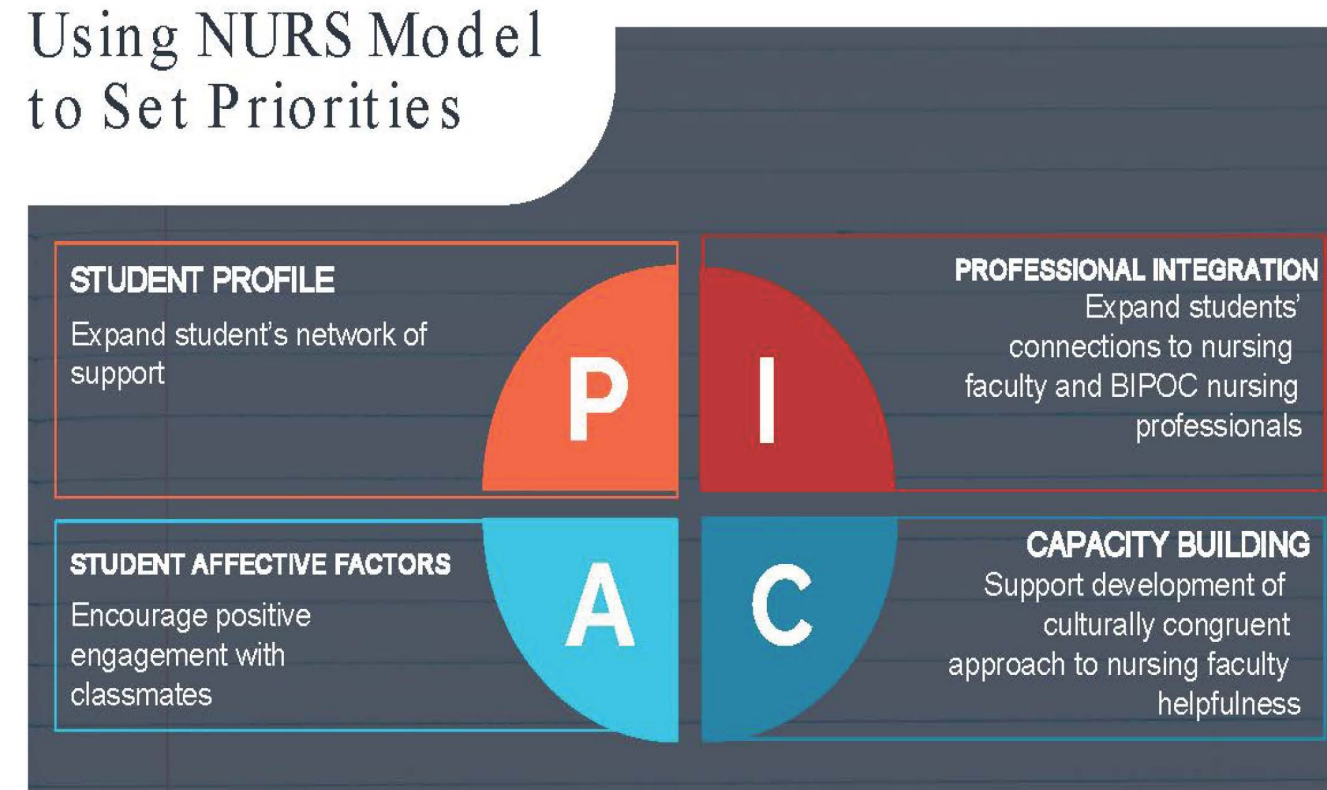 Using NURS Model
to Set Priorities
STUDENT PROFILE
Expand student's network of
support
P
I
PROFESSIONAL INTEGRATION
Expand students'
connections to nursing
faculty and BIPOC nursing
professionals
STUDENT AFFECTIVE FACTORS
Encourage positive
engagement with
classmates
A
C
CAPACITY BUILDING
Support development of
culturally congruent
approach to nursing faculty
helpfulness